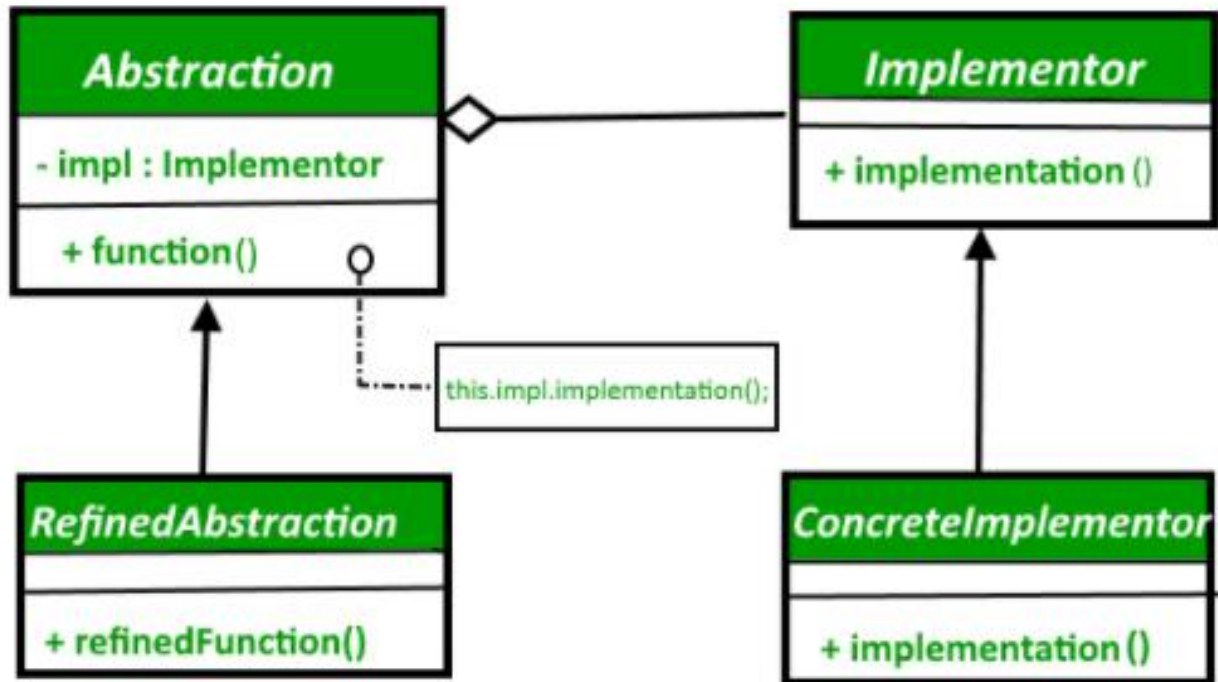 Abstraction
- impl : Implementor
+ function()
Implementor
+ implementation ()
this.impl.implementation();
RefinedAbstraction
+ refinedFunction()
ConcreteImplementor
+ implementation ()